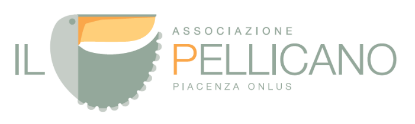 ASSOCIAZIONE
IL PELLICANO
PIACENZA ONLUS